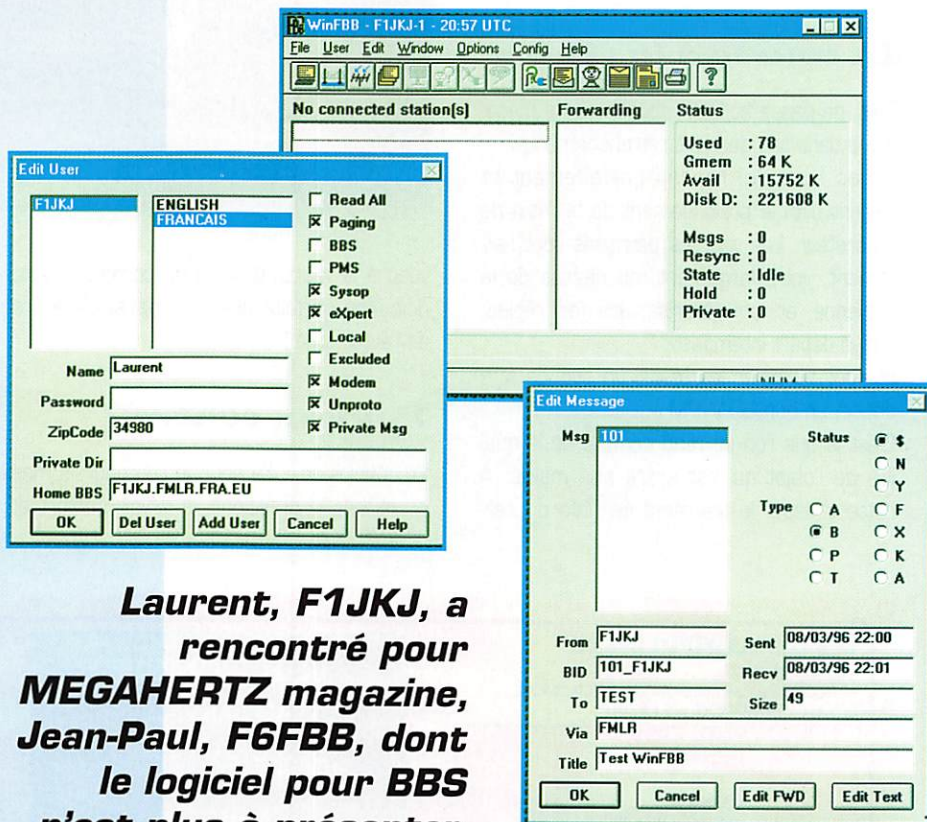 WinFBB - F1JKJ-1 - 20:57 UTC
File User Edit Window Options Config Help
No connected station(s) Forwarding Status
Used : 78
Gmem : 64 K
Avail : 15752 K
Disk D: : 221608 K
Msgs : 0
Resync : 0
State : Idle
Hold : 0
Private : 0
Edit User
F1JKJ ENGLISH
FRANCAIS
Read All
Paging
BBS
PMS
Sysop
eXpert
Local
Excluded
Modem
Unproto
Private Msg
Name Laurent
Password
ZipCode 34980
Private Dir
Home BBS F1JKJ.FMLR.FRA.EU
OK Del User Add User Cancel Help
Edit Message
Msg 101 Status $
N
Y
Type A F
B X
P K
T A
From F1JKJ Sent 08/03/96 22:00
BID 101_F1JKJ Recv 08/03/96 22:01
To TEST Size 49
Via FMLR
Title Test WinFBB
OK Cancel Edit FWD Edit Text
Laurent, F1JKJ, a
rencontré pour
MEGAHERTZ magazine,
Jean-Paul, F6FBB, dont
le logiciel pour BBS
n'est plus à présenter.